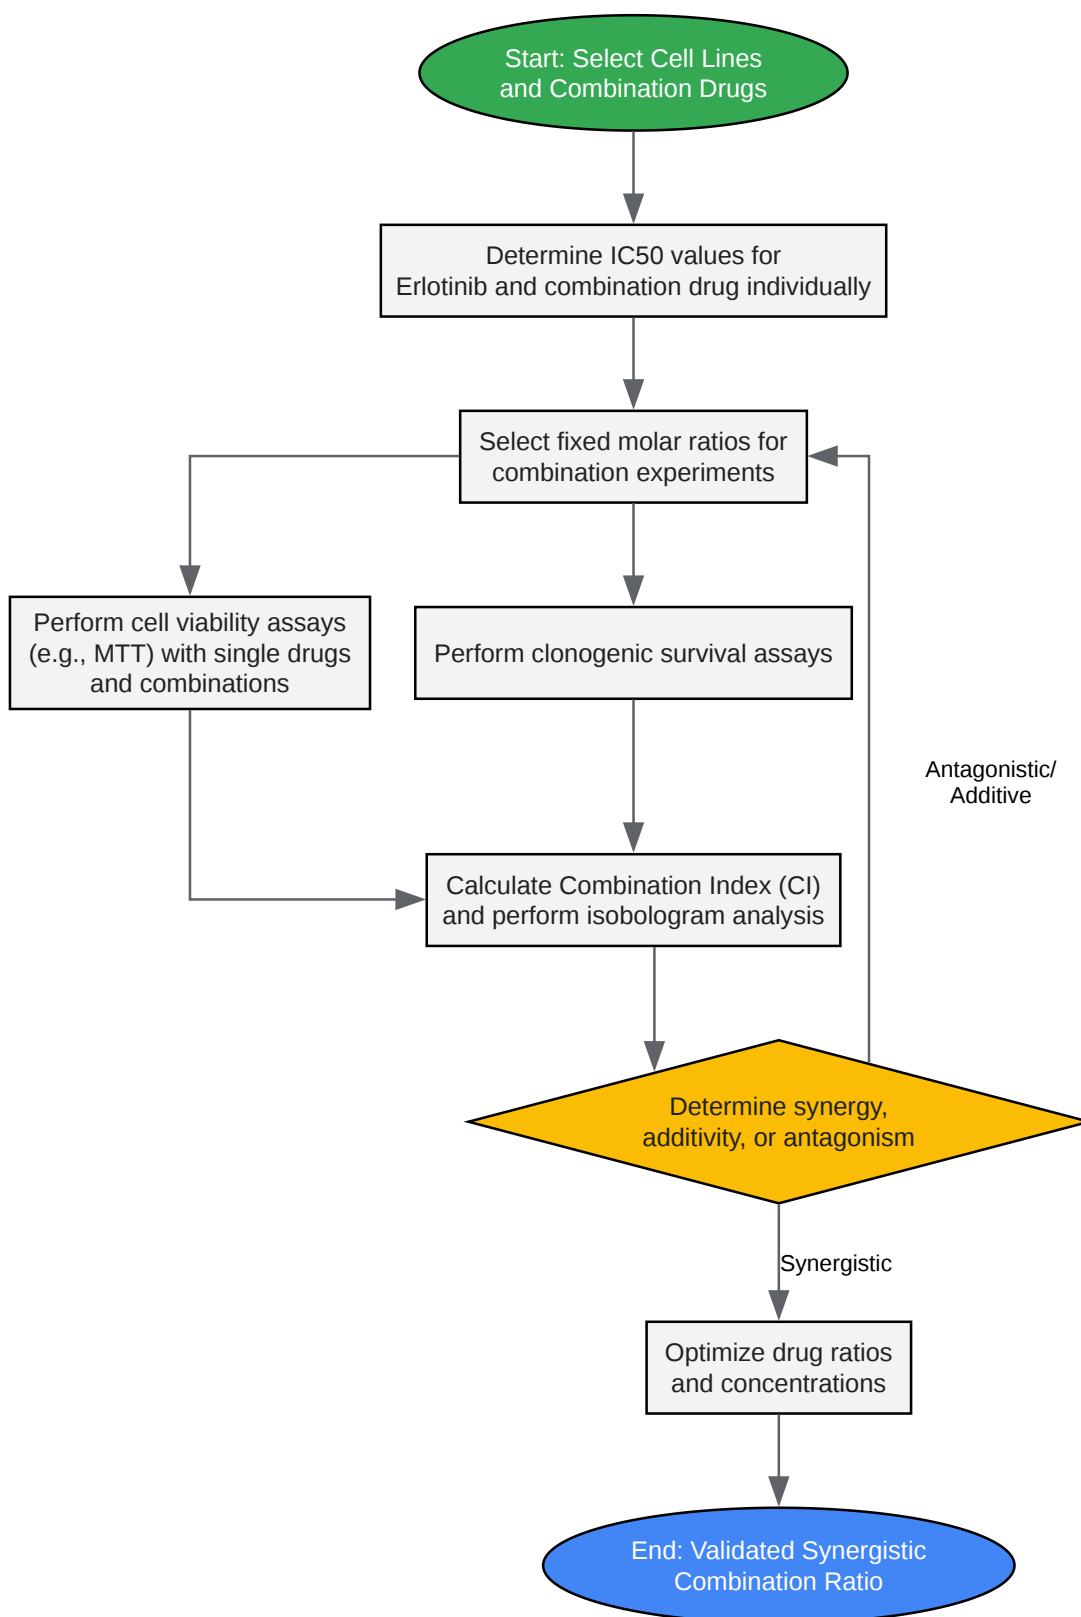 Start: Select Cell Lines
and Combination Drugs
Determine IC50 values for
Erlotinib and combination drug individually
Select fixed molar ratios for
combination experiments
Perform cell viability assays
(e.g., MTT) with single drugs
and combinations
Perform clonogenic survival assays
Antagonistic/
Additive
Calculate Combination Index (CI)
and perform isobologram analysis
Determine synergy,
additivity, or antagonism
Synergistic
Optimize drug ratios
and concentrations
End: Validated Synergistic
Combination Ratio